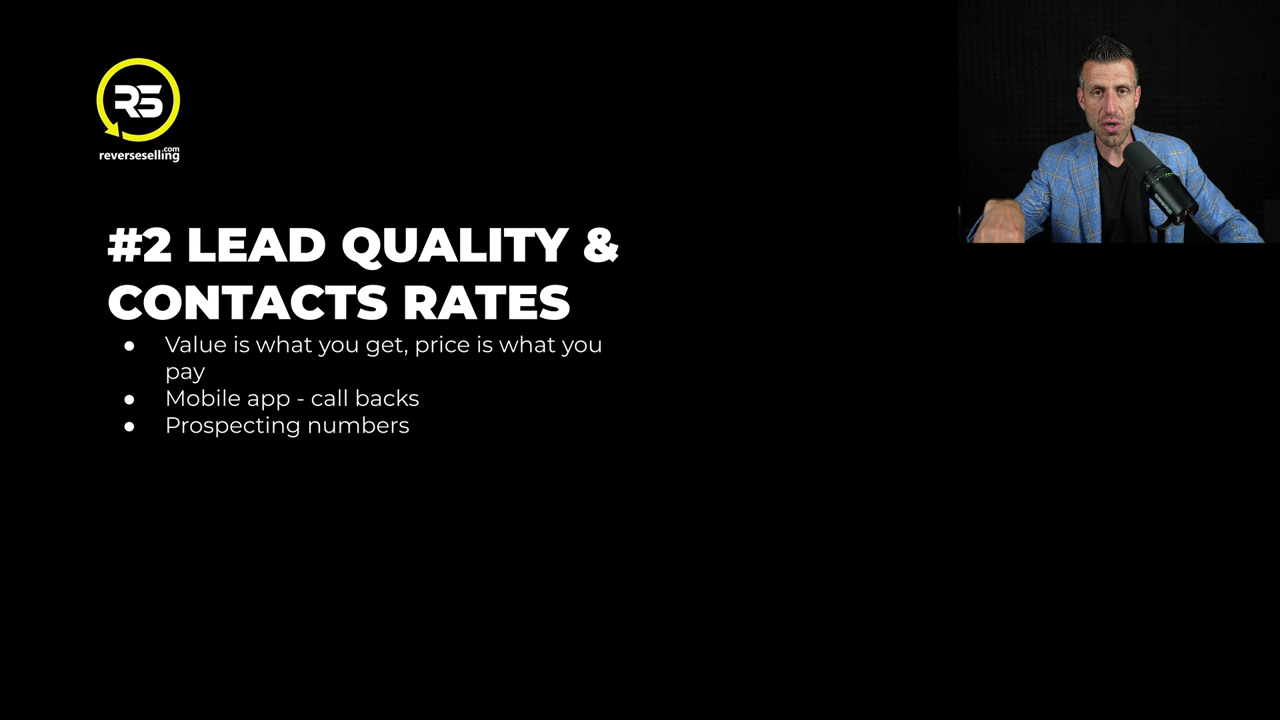 RS
.com
reverseselling
#2 LEAD QUALITY &
CONTACTS RATES
● Value is what you get, price is what you
pay
● Mobile app - call backs
● Prospecting numbers